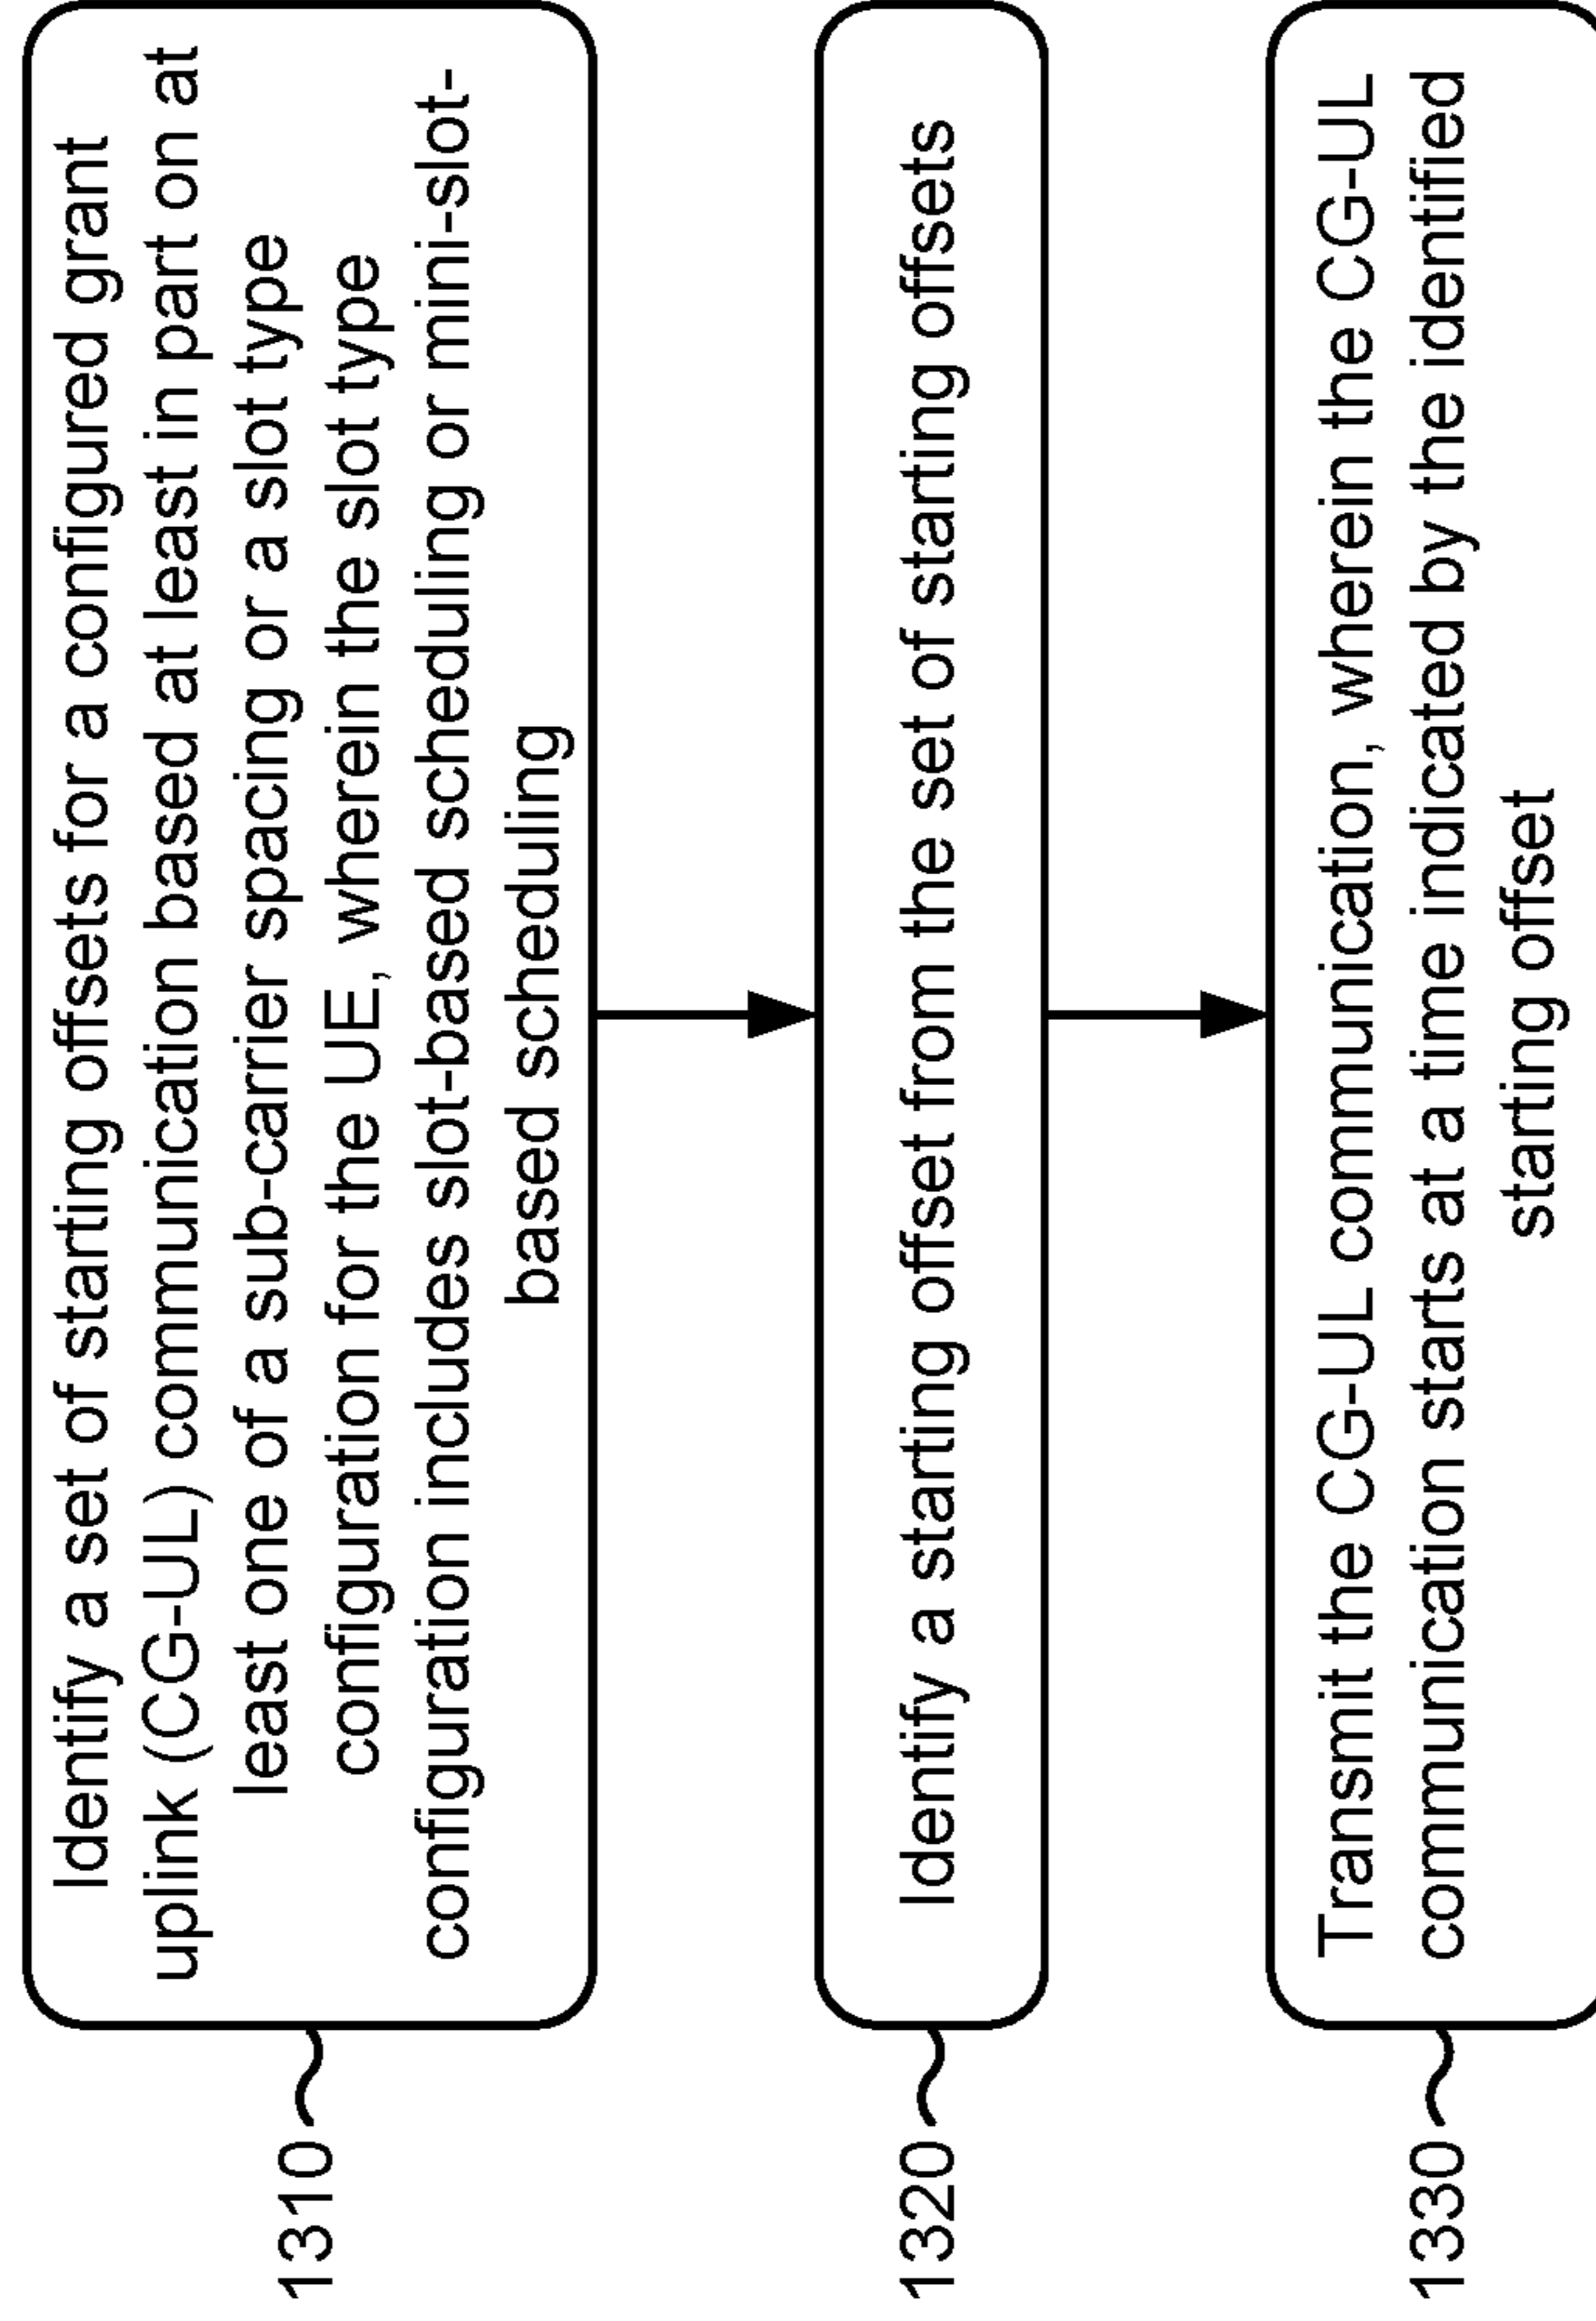 Identify a set of starting offsets for a configured grant
uplink (CG-UL) communication based at least in part on at
least one of a sub-carrier spacing or a slot type
configuration for the UE, wherein the slot type
configuration includes slot-based scheduling or mini-slot-
based scheduling
1310
Identify a starting offset from the set of starting offsets
1320
Transmit the CG-UL communication, wherein the CG-UL
communication starts at a time indicated by the identified
starting offset
1330